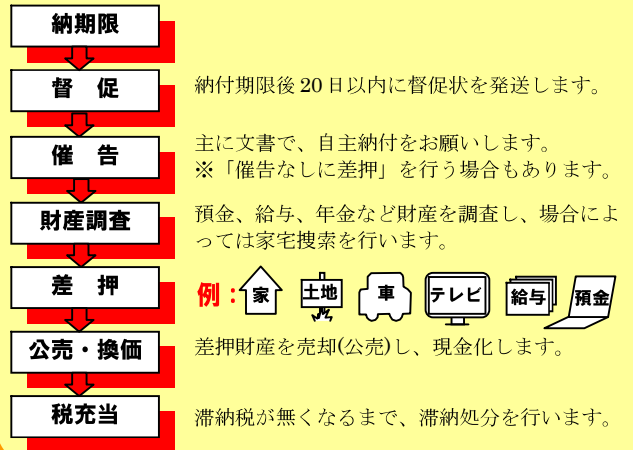 納期限
督　促
納付期限後20日以内に督促状を発送します。
催　告
主に文書で、自主納付をお願いします。
※「催告なしに差押」を行う場合もあります。
財産調査
預金、給与、年金など財産を調査し、場合によ
っては家宅捜索を行います。
差　押
例：家　土地　車　テレビ　給与　預金
公売・換価
差押財産を売却(公売)し、現金化します。
税充当
滞納税が無くなるまで、滞納処分を行います。